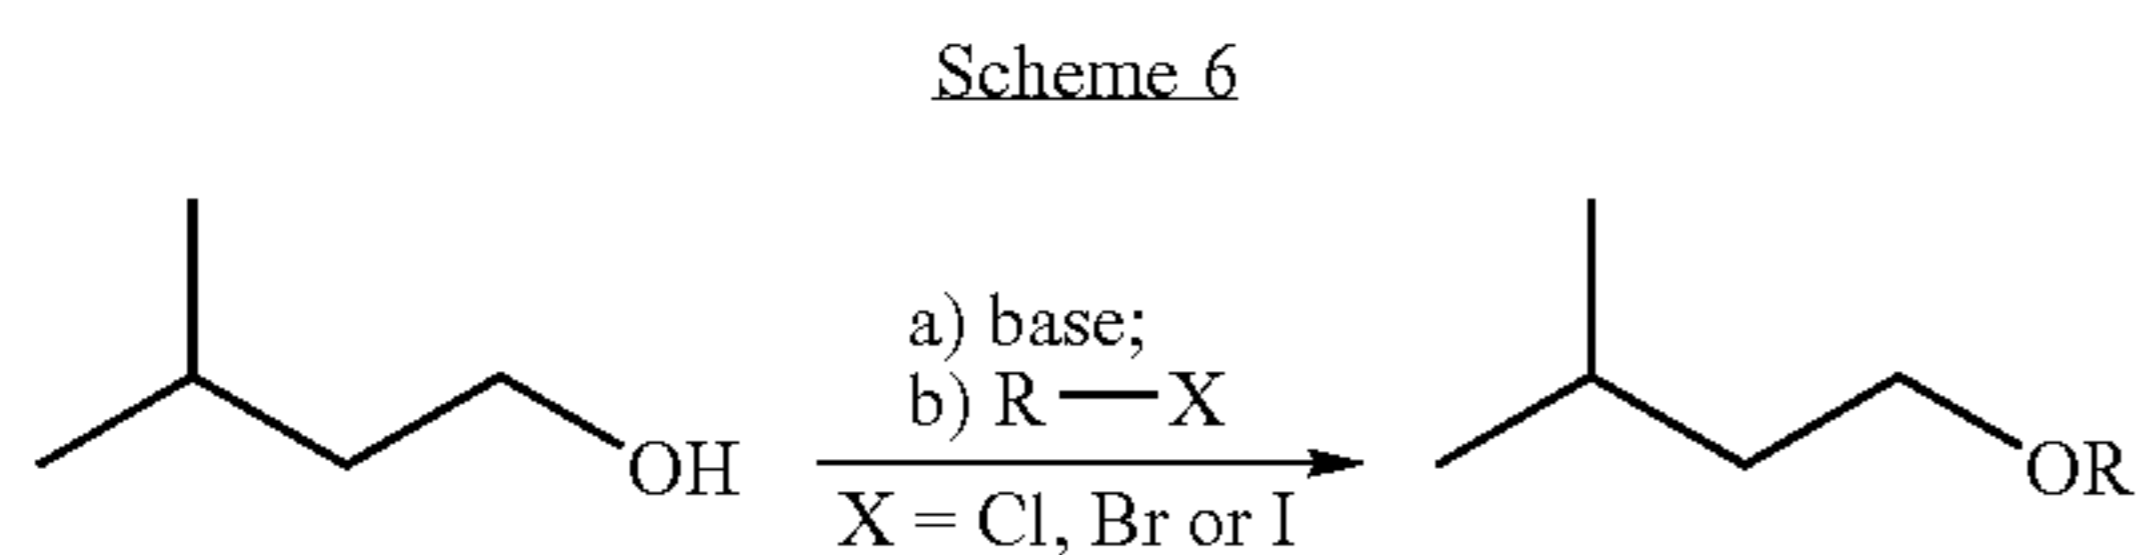 Scheme 6
a) base;
b) R—X
OH
X = Cl, Br or I
OR